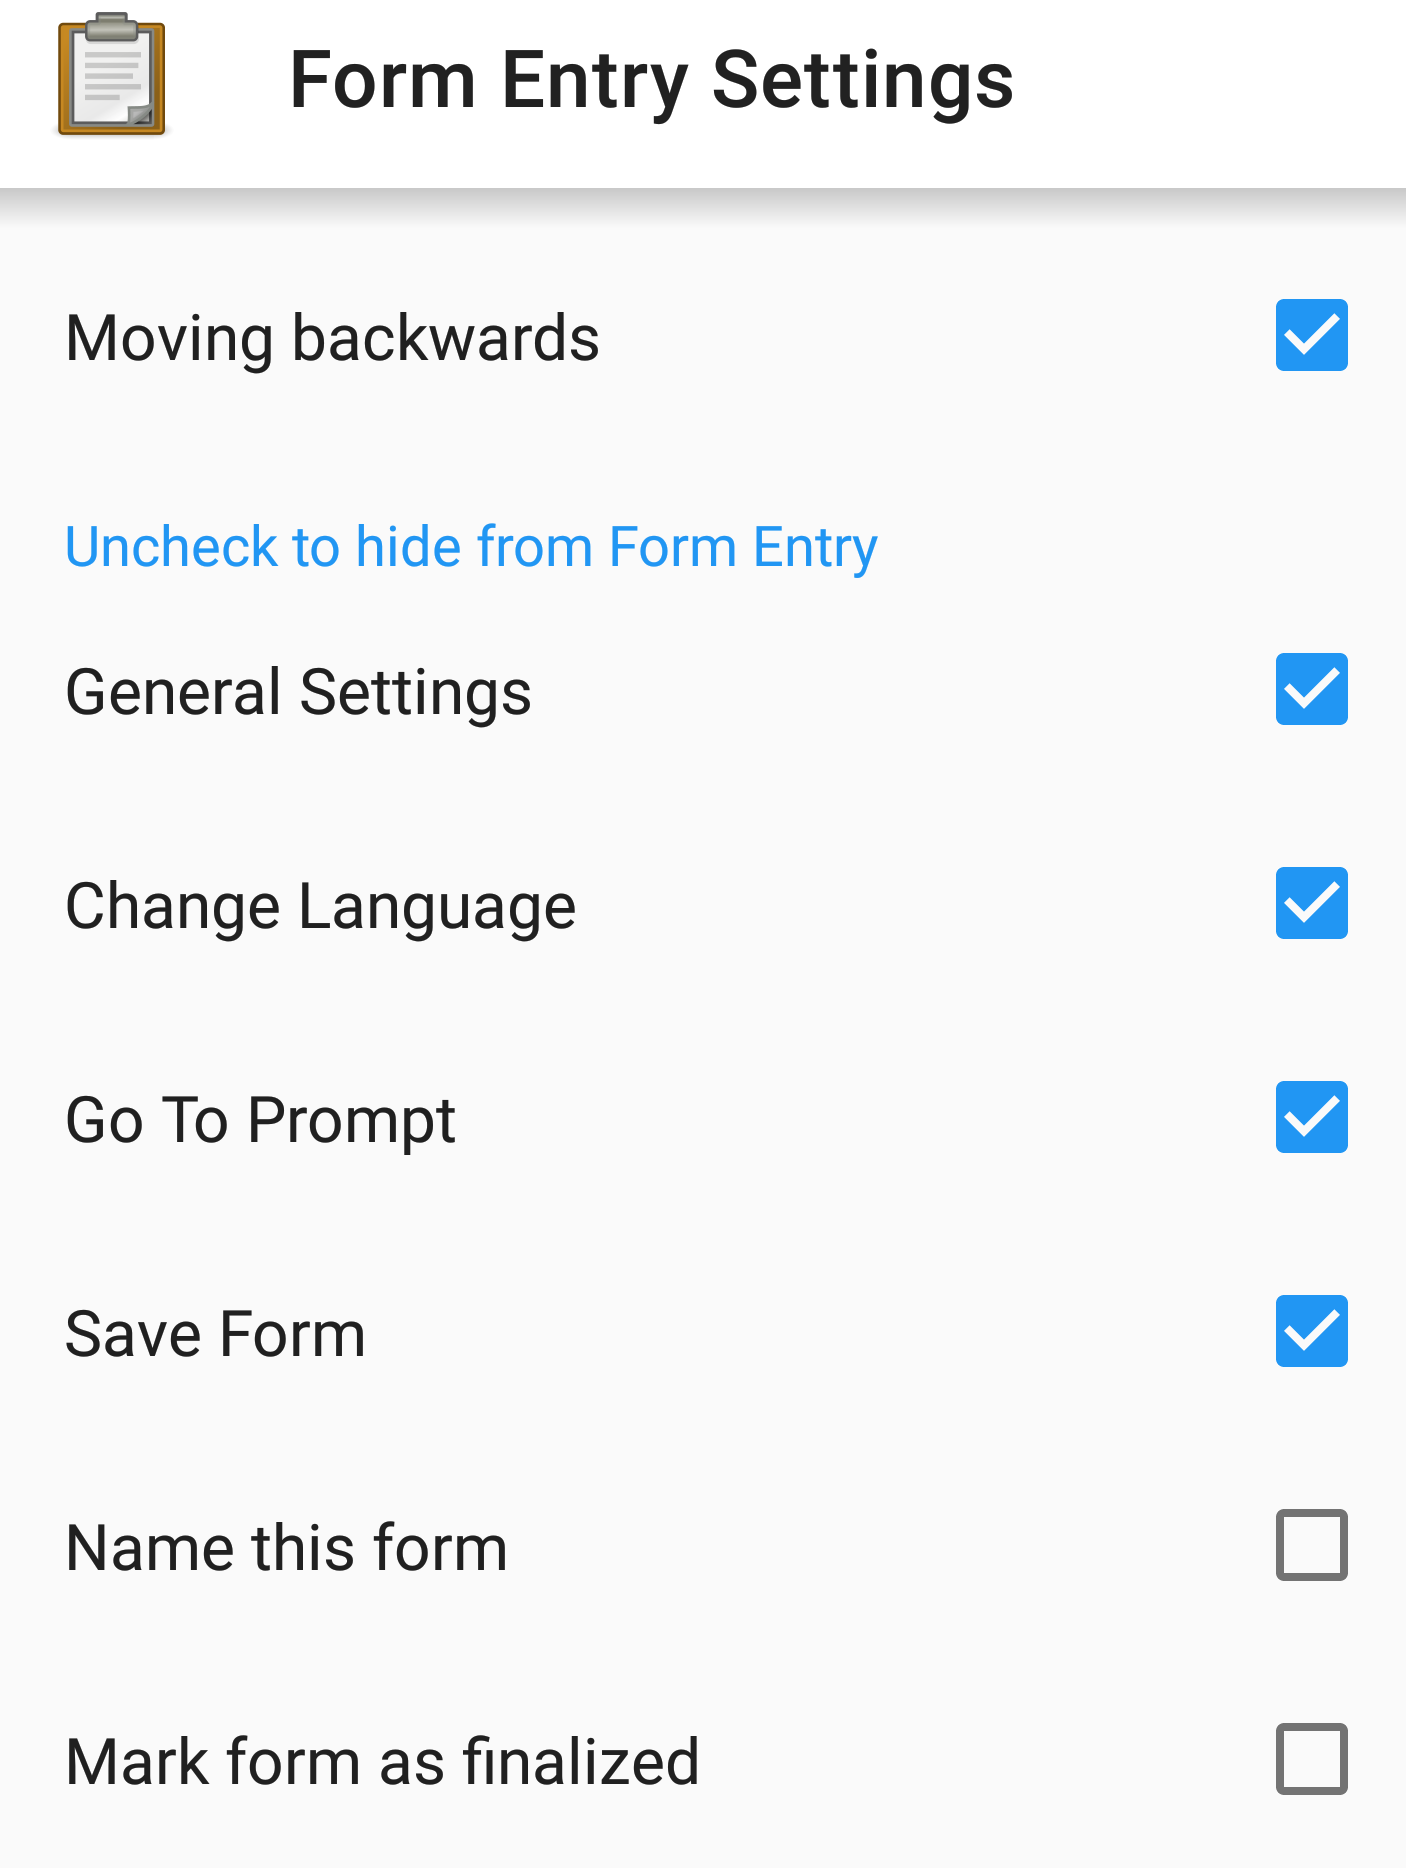 Form Entry Settings
Moving backwards
Uncheck to hide from Form Entry
General Settings
Change Language
Go To Prompt
Save Form
Name this form
Mark form as finalized